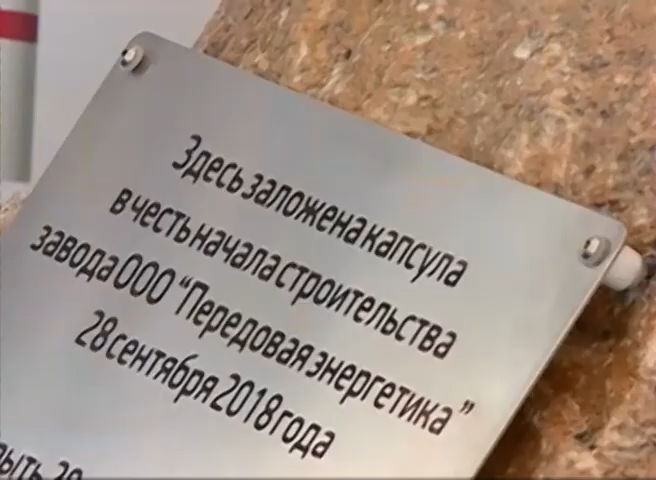 Здесь заложена капсула
в честь начала строительства
завода ООО “Передовая энергетика”
28 сентября 2018 года